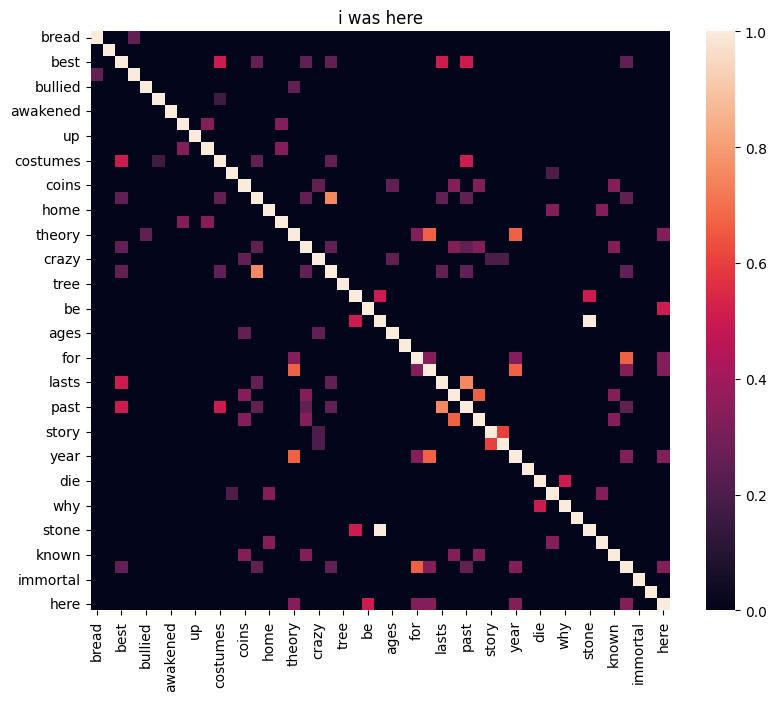 i was here
bread
best
bullied
awakened
up
costumes
coins
home
theory
crazy
tree
be
ages
for
lasts
past
story
year
die
why
stone
known
immortal
here
1.0
0.8
0.6
0.4
0.2
0.0
bread
best
bullied
awakened
up
costumes
coins
home
theory
crazy
tree
be
ages
for
lasts
past
story
year
die
why
stone
known
immortal
here